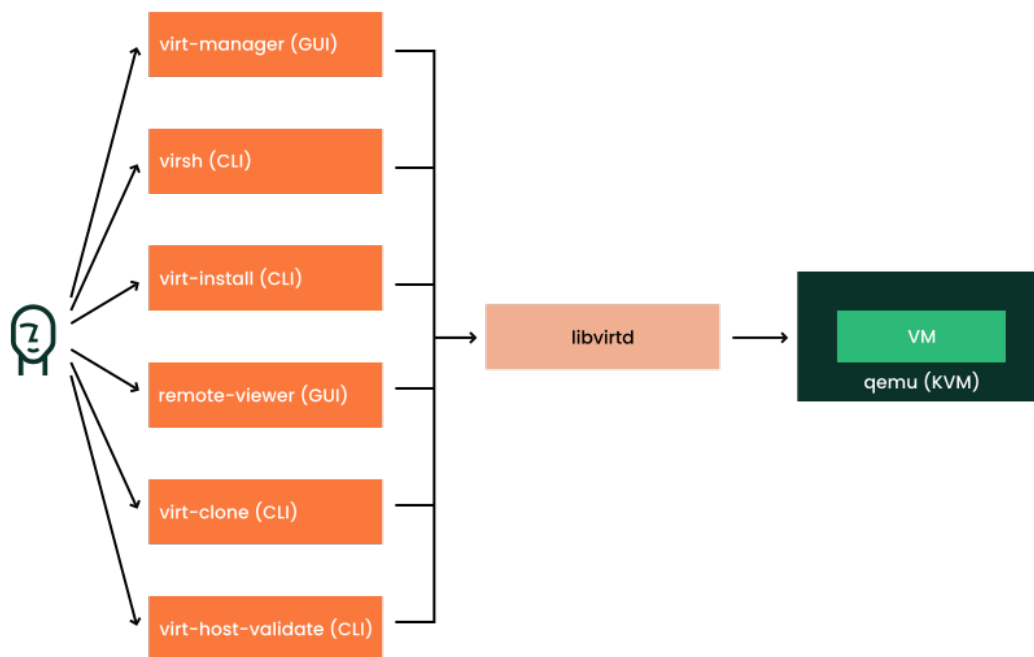 virt-manager (GUI)
virsh (CLI)
virt-install (CLI)
remote-viewer (GUI)
virt-clone (CLI)
virt-host-validate (CLI)
libvirtd
VM
qemu (KVM)